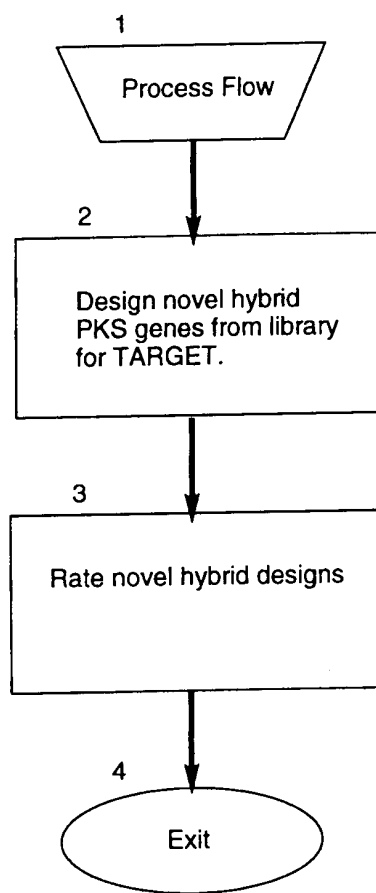 1
Process Flow
2
Design novel hybrid
PKS genes from library
for TARGET.
3
Rate novel hybrid designs
4
Exit